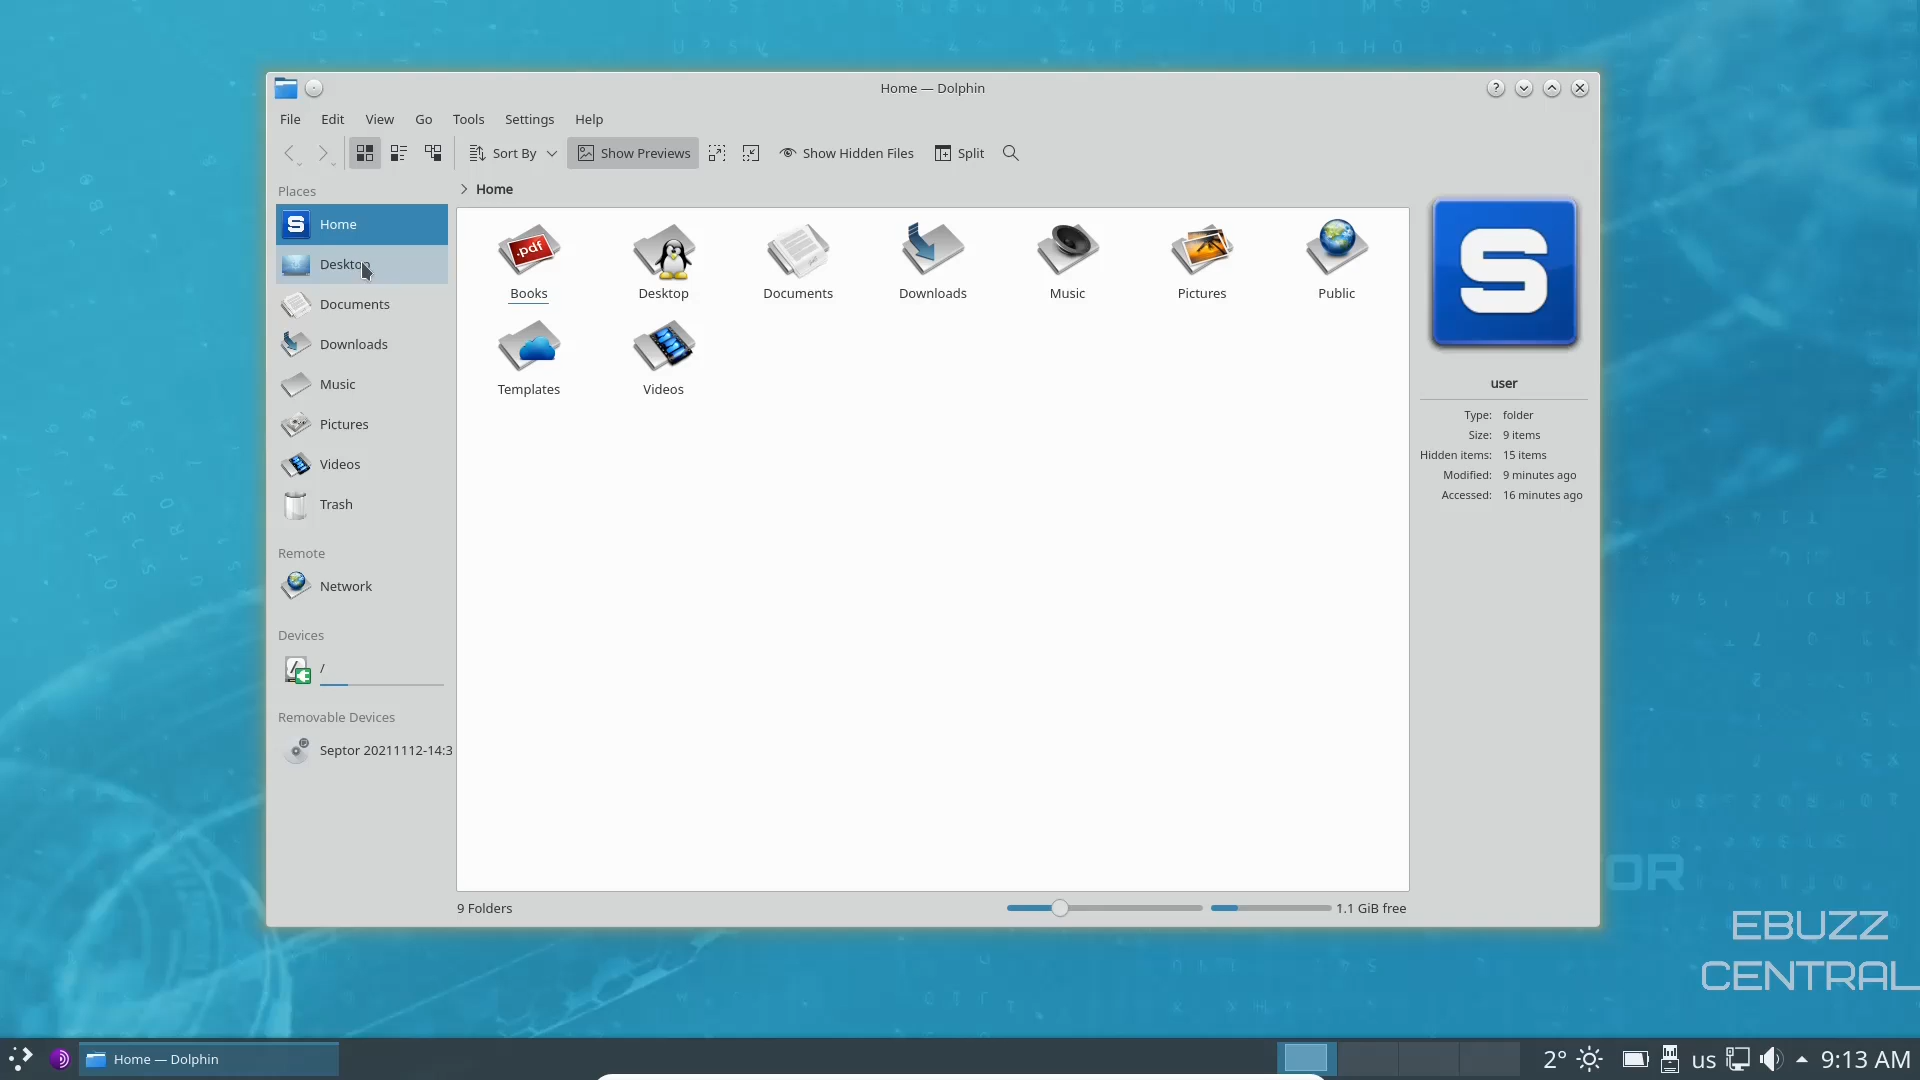 Home — Dolphin
File Edit View Go Tools Settings Help
Sort By Show Previews Show Hidden Files Split
Places
Home
Desktop
Documents
Downloads
Music
Pictures
Videos
Trash
Remote
Network
Devices
/
Removable Devices
Septor 20211112-14:3
Home
.pdf
Books Desktop Documents Downloads Music Pictures Public
Templates Videos
S
user
Type: folder
Size: 9 items
Hidden items: 15 items
Modified: 9 minutes ago
Accessed: 16 minutes ago
9 Folders 1.1 GiB free
OR
EBUZZ
CENTRAL
Home — Dolphin 2° us 9:13 AM